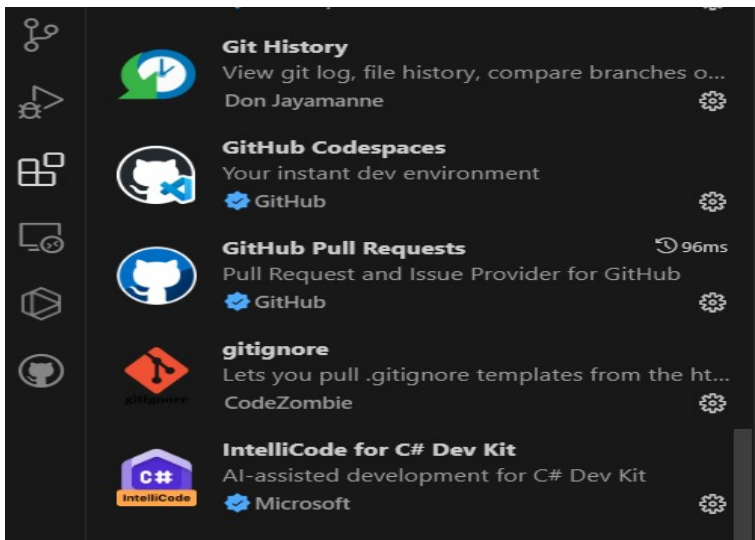 Git History
View git log, file history, compare branches o...
Don Jayamanne
GitHub Codespaces
Your instant dev environment
GitHub
GitHub Pull Requests 96ms
Pull Request and Issue Provider for GitHub
GitHub
gitignore
gitignore
Lets you pull .gitignore templates from the ht...
CodeZombie
IntelliCode for C# Dev Kit
C#
IntelliCode
AI-assisted development for C# Dev Kit
Microsoft